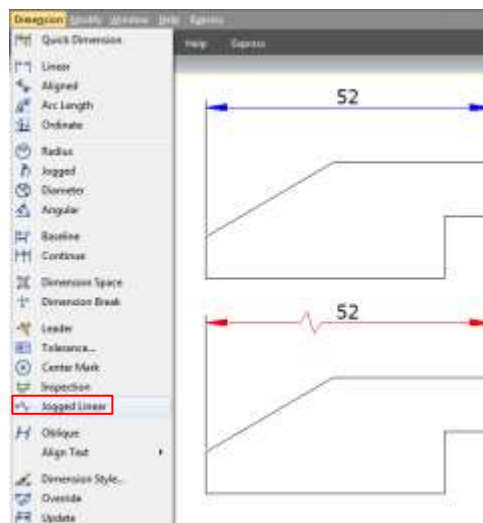 Dimension Modify Window Help Express
Quick Dimension
Help Express
Linear
Aligned
Arc Length
Ordinate
Radius
Jogged
Diameter
Angular
Baseline
Continue
Dimension Space
Dimension Break
Leader
Tolerance...
Center Mark
Inspection
Jogged Linear
Oblique
Align Text
Dimension Style...
Override
Update
52
52